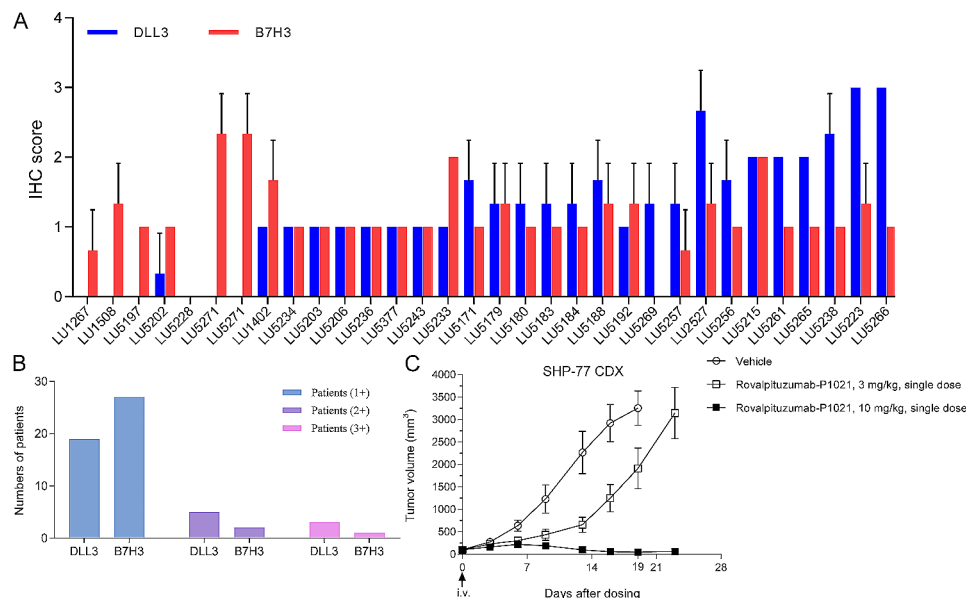 A
DLL3
B7H3
IHC score
4
3
2
1
0
LU1267
LU1508
LU5197
LU5202
LU5228
LU5271
LU5271
LU1402
LU5234
LU5203
LU5206
LU5236
LU5377
LU5243
LU5233
LU5171
LU5179
LU5180
LU5183
LU5184
LU5188
LU5192
LU5269
LU5257
LU2527
LU5256
LU5215
LU5261
LU5265
LU5238
LU5223
LU5266
B
Numbers of patients
30
20
10
0
Patients (1+)
Patients (2+)
Patients (3+)
DLL3 B7H3 DLL3 B7H3 DLL3 B7H3
C
SHP-77 CDX
Vehicle
Rovalpituzumab-P1021, 3 mg/kg, single dose
Rovalpituzumab-P1021, 10 mg/kg, single dose
Tumor volume (mm³)
4000
3500
3000
2500
2000
1500
1000
500
0
0 7 14 19 21 28
i.v.
Days after dosing